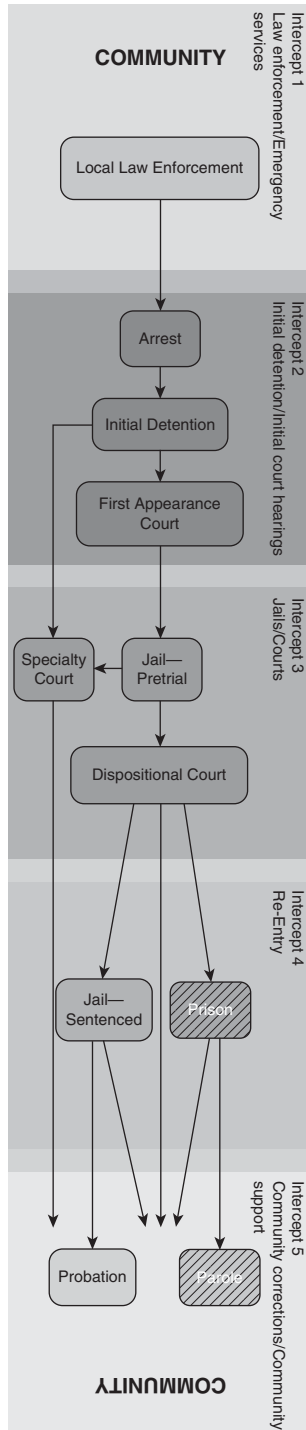 Intercept 1
Law enforcement/Emergency
services
COMMUNITY
Local Law Enforcement
Intercept 2
Initial detention/Initial court hearings
Arrest
Initial Detention
First Appearance
Court
Intercept 3
Jails/Courts
Specialty
Court
Jail—
Pretrial
Dispositional Court
Intercept 4
Re-Entry
Jail—
Sentenced
Prison
Intercept 5
Community corrections/Community
support
Probation
Parole
COMMUNITY